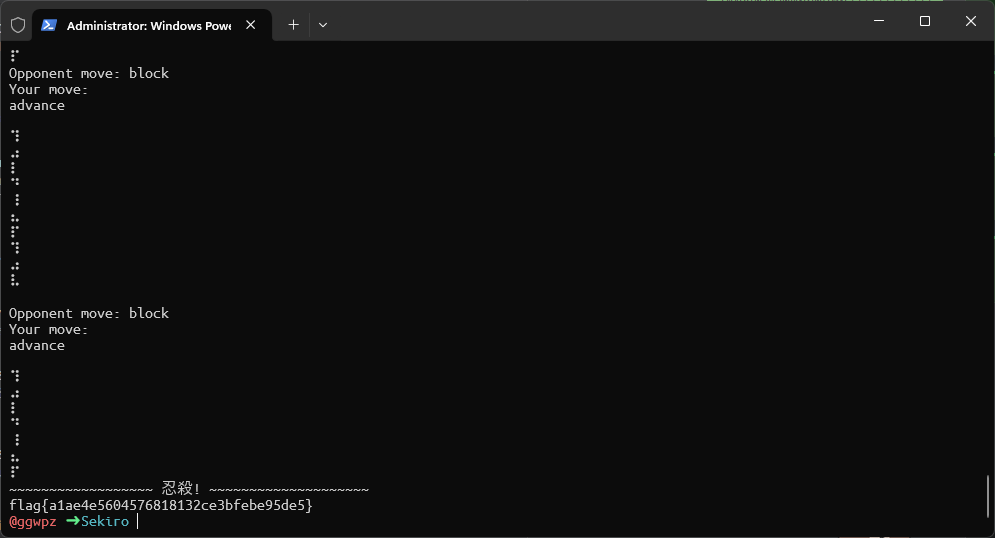 Administrator: Windows Powe
⡏
Opponent move: block
Your move:
advance
⢹
⣠
⡇
⠙
⢸
⣄
⡏
⢹
⣠
⣇
Opponent move: block
Your move:
advance
⢹
⣠
⡇
⠙
⢸
⣄
⡏
~~~~~~~~~~~~~~~~~~ 忍殺! ~~~~~~~~~~~~~~~~~~~~
flag{a1ae4e5604576818132ce3bfebe95de5}
@ggwpz ➜Sekiro